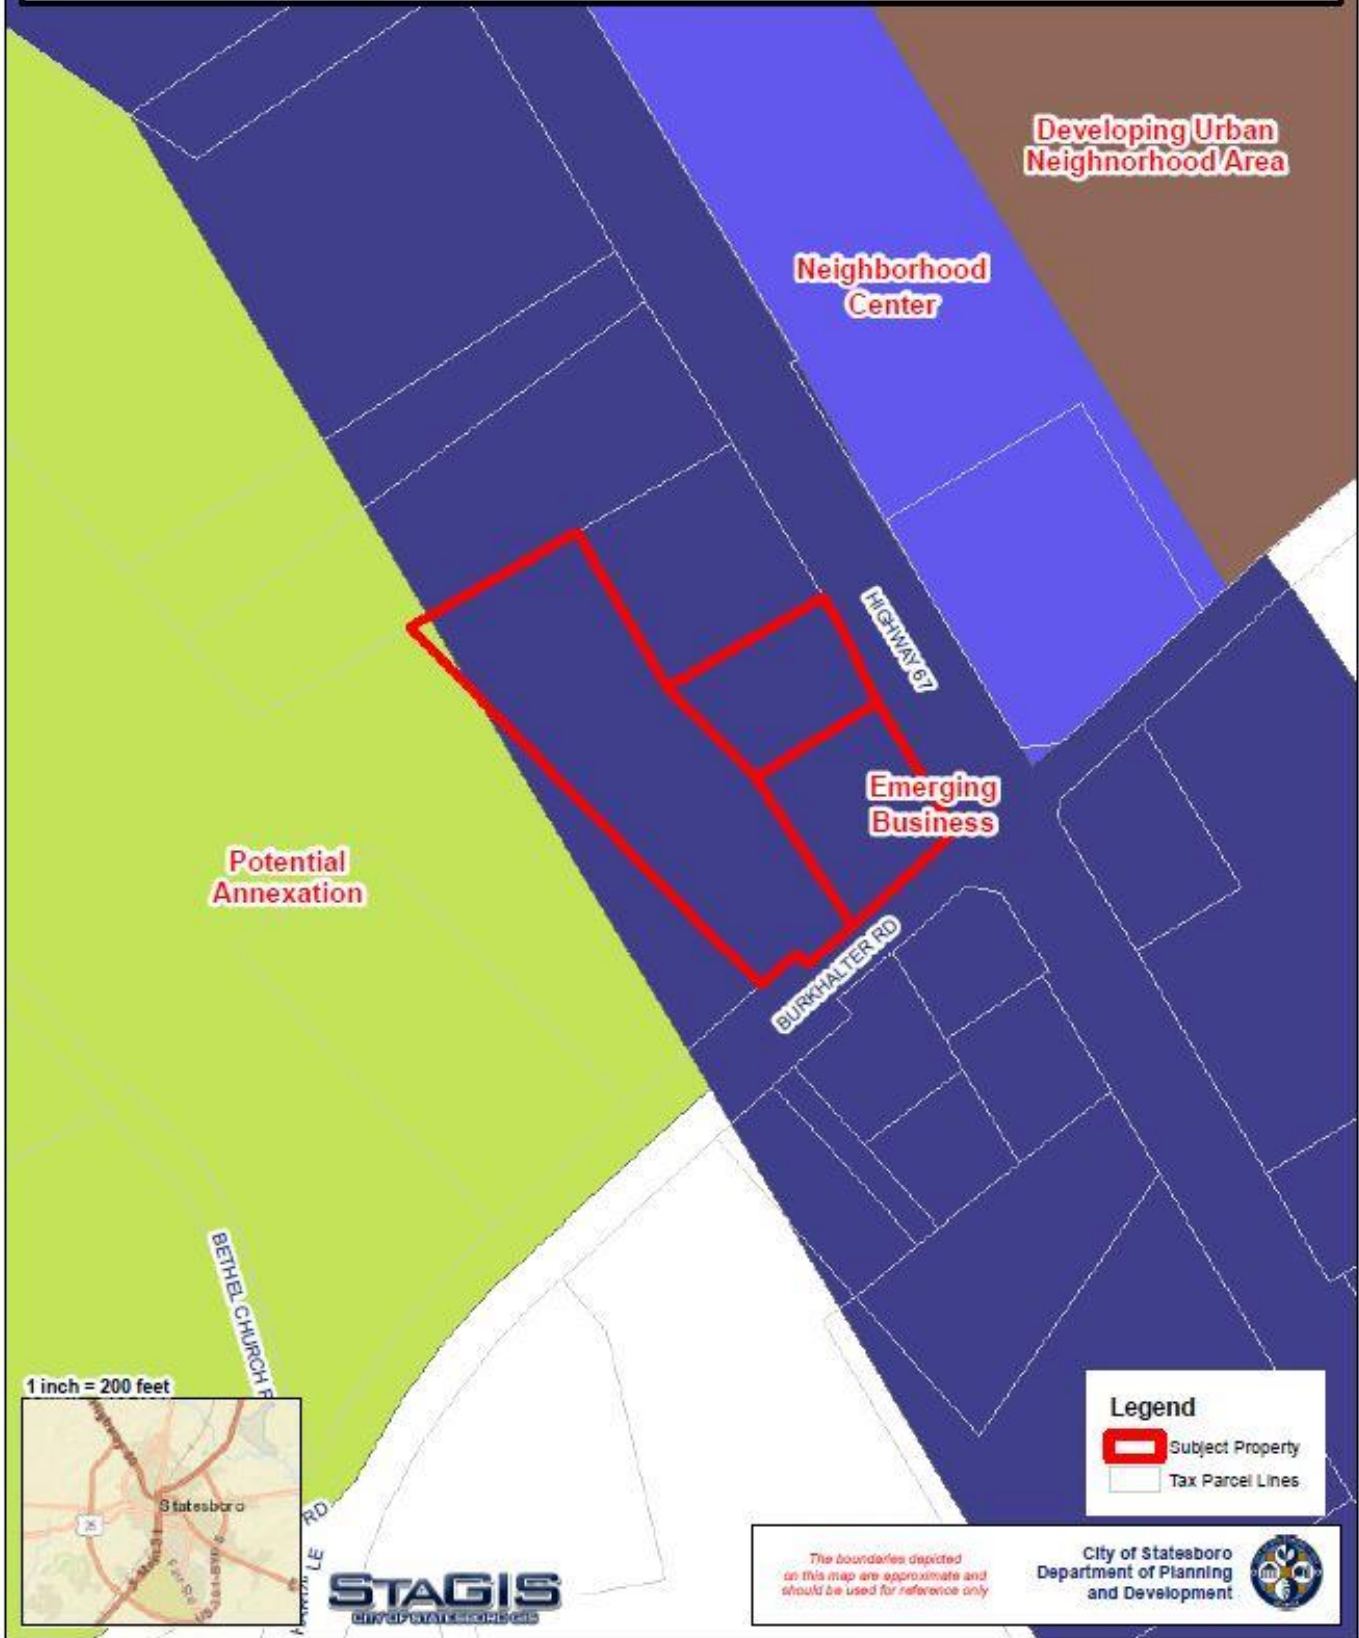 Developing Urban
Neighnorhood Area
Neighborhood
Center
HIGHWAY 67
Emerging
Business
Potential
Annexation
BURKHALTER RD
BETHEL CHURCH
1 inch = 200 feet
Statesboro
Legend
Subject Property
Tax Parcel Lines
RD
STAGIS
CITY OF STATESBORO GIS
The boundaries depicted
on this map are approximate and
should be used for reference only
City of Statesboro
Department of Planning
and Development